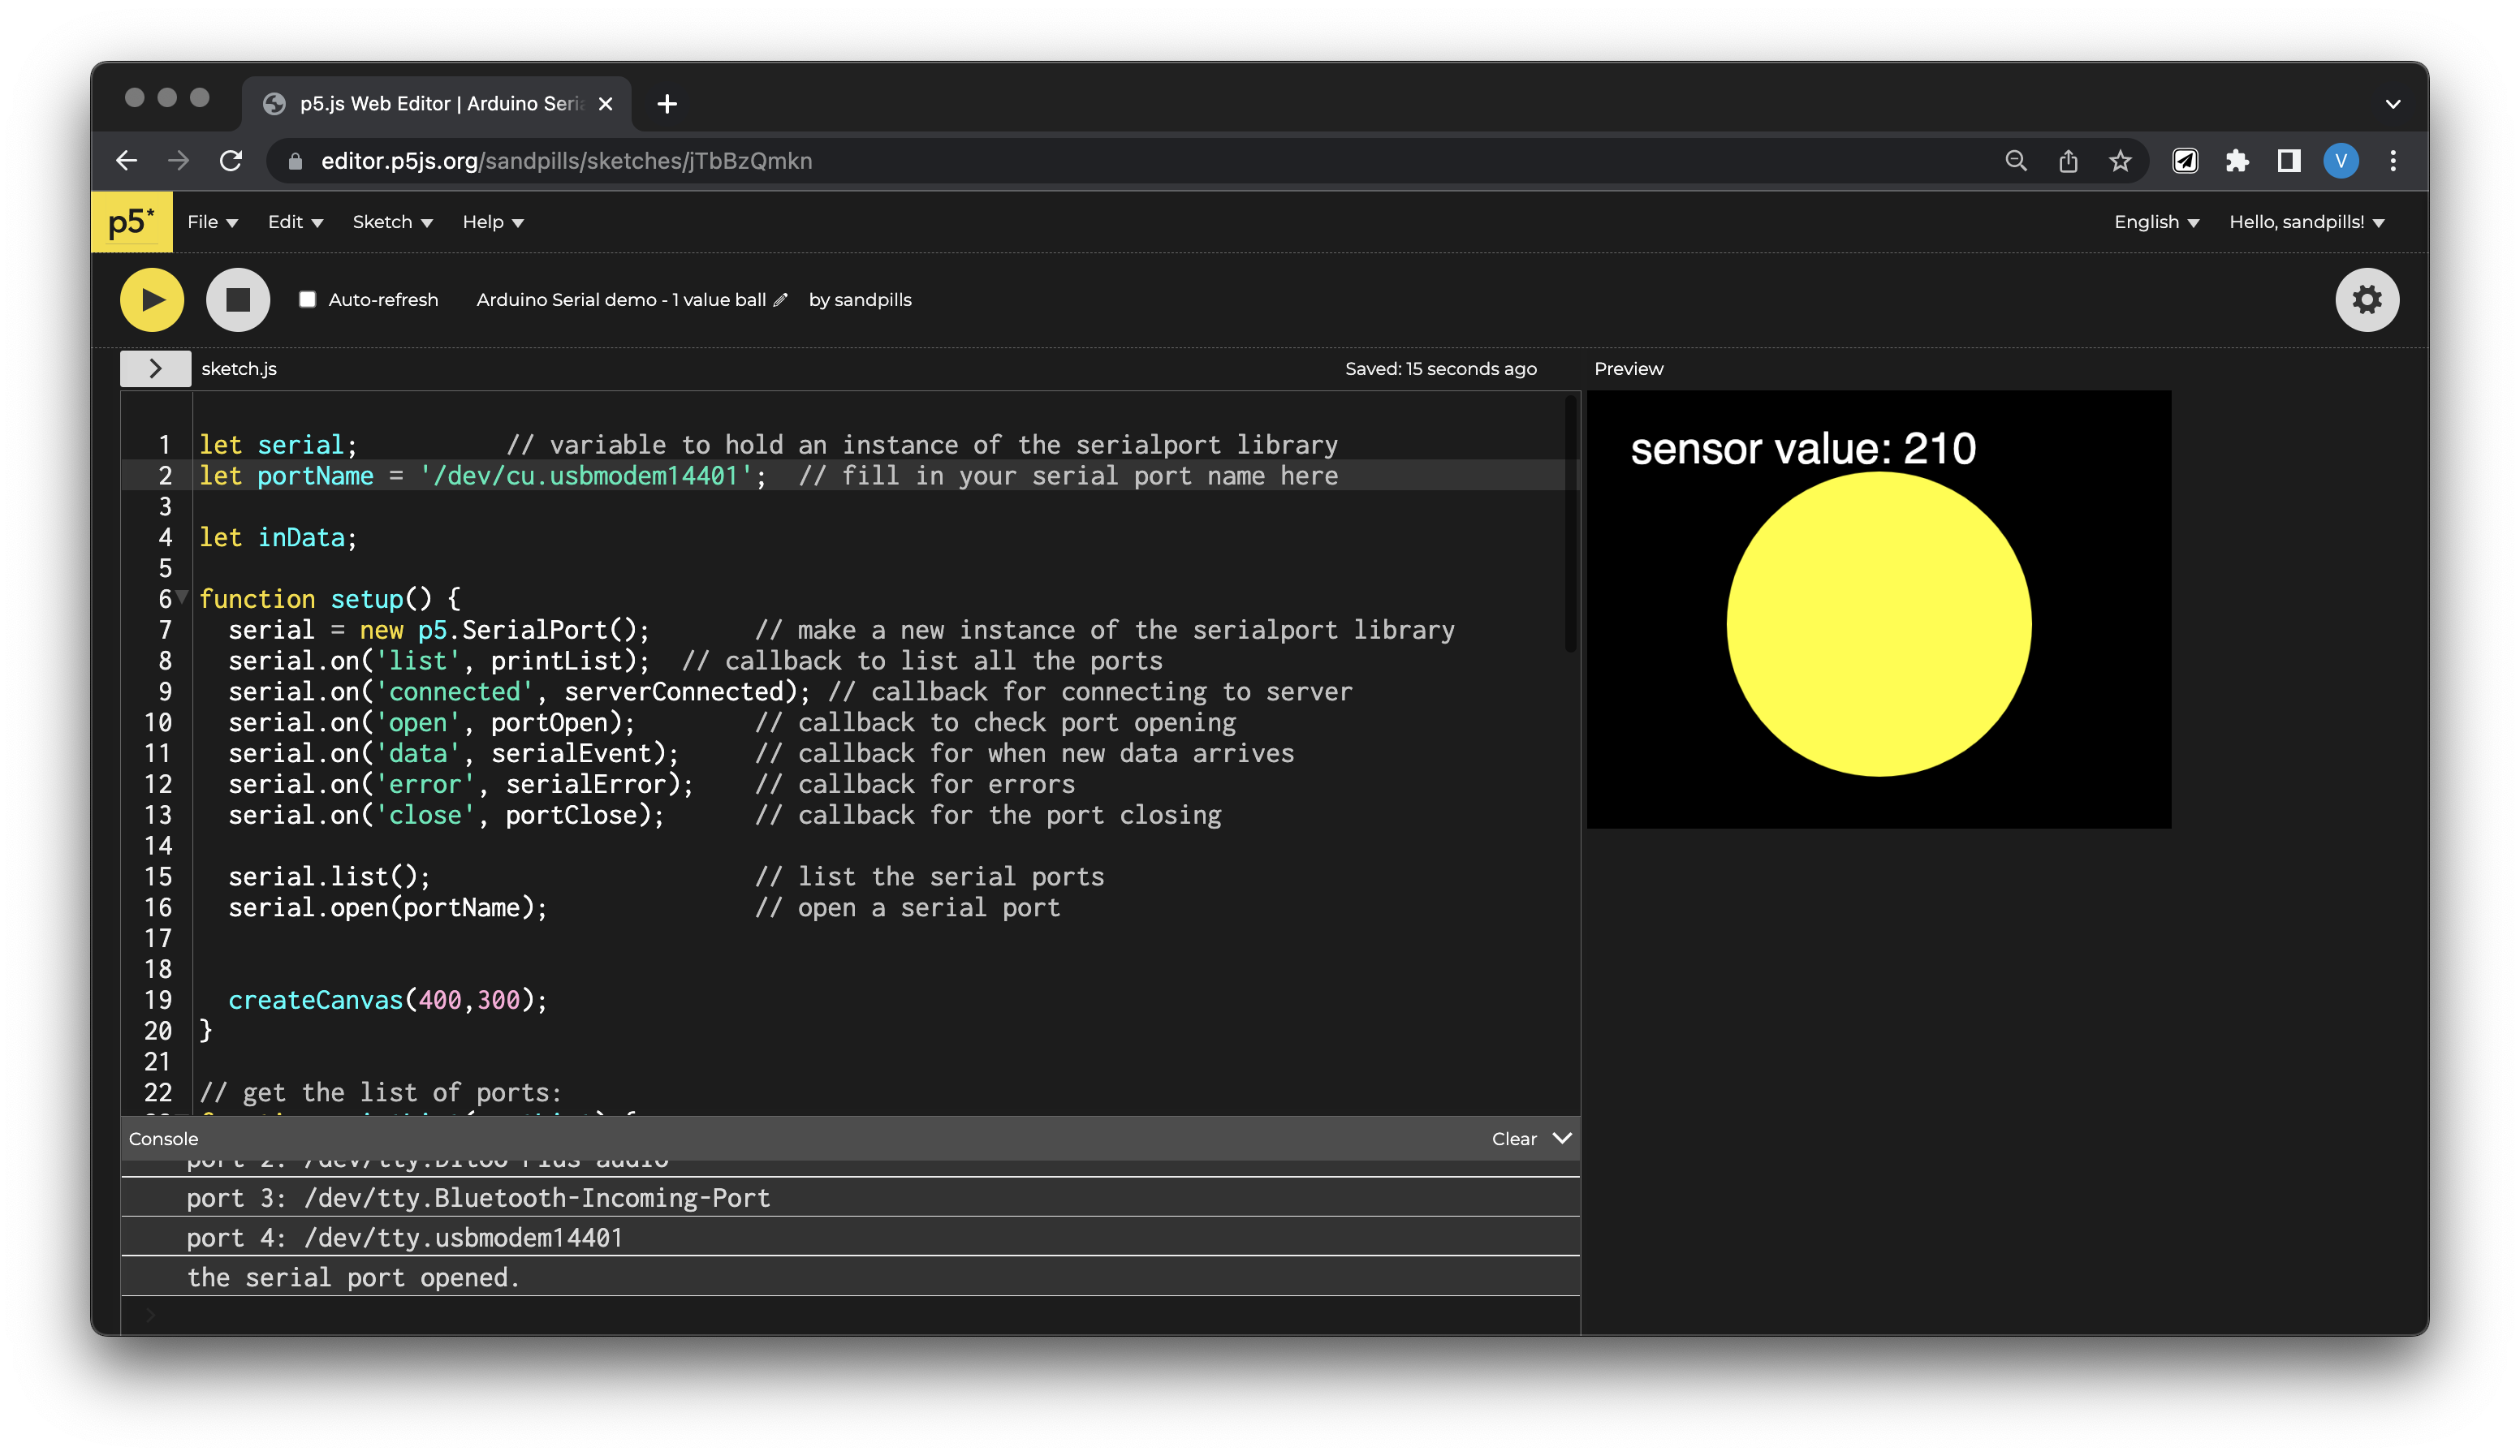 p5.js Web Editor | Arduino Seri
editor.p5js.org/sandpills/sketches/jTbBzQmkn
V
p5* File Edit Sketch Help English Hello, sandpills!
Auto-refresh Arduino Serial demo - 1 value ball by sandpills
sketch.js Saved: 15 seconds ago Preview
sensor value: 210
1 let serial; // variable to hold an instance of the serialport library
2 let portName = '/dev/cu.usbmodem14401'; // fill in your serial port name here
3
4 let inData;
5
6 function setup() {
7 serial = new p5.SerialPort(); // make a new instance of the serialport library
8 serial.on('list', printList); // callback to list all the ports
9 serial.on('connected', serverConnected); // callback for connecting to server
10 serial.on('open', portOpen); // callback to check port opening
11 serial.on('data', serialEvent); // callback for when new data arrives
12 serial.on('error', serialError); // callback for errors
13 serial.on('close', portClose); // callback for the port closing
14
15 serial.list(); // list the serial ports
16 serial.open(portName); // open a serial port
17
18
19 createCanvas(400,300);
20 }
21
22 // get the list of ports:
Console Clear
port 2: /dev/tty.Ditoo-Plus-audio
port 3: /dev/tty.Bluetooth-Incoming-Port
port 4: /dev/tty.usbmodem14401
the serial port opened.